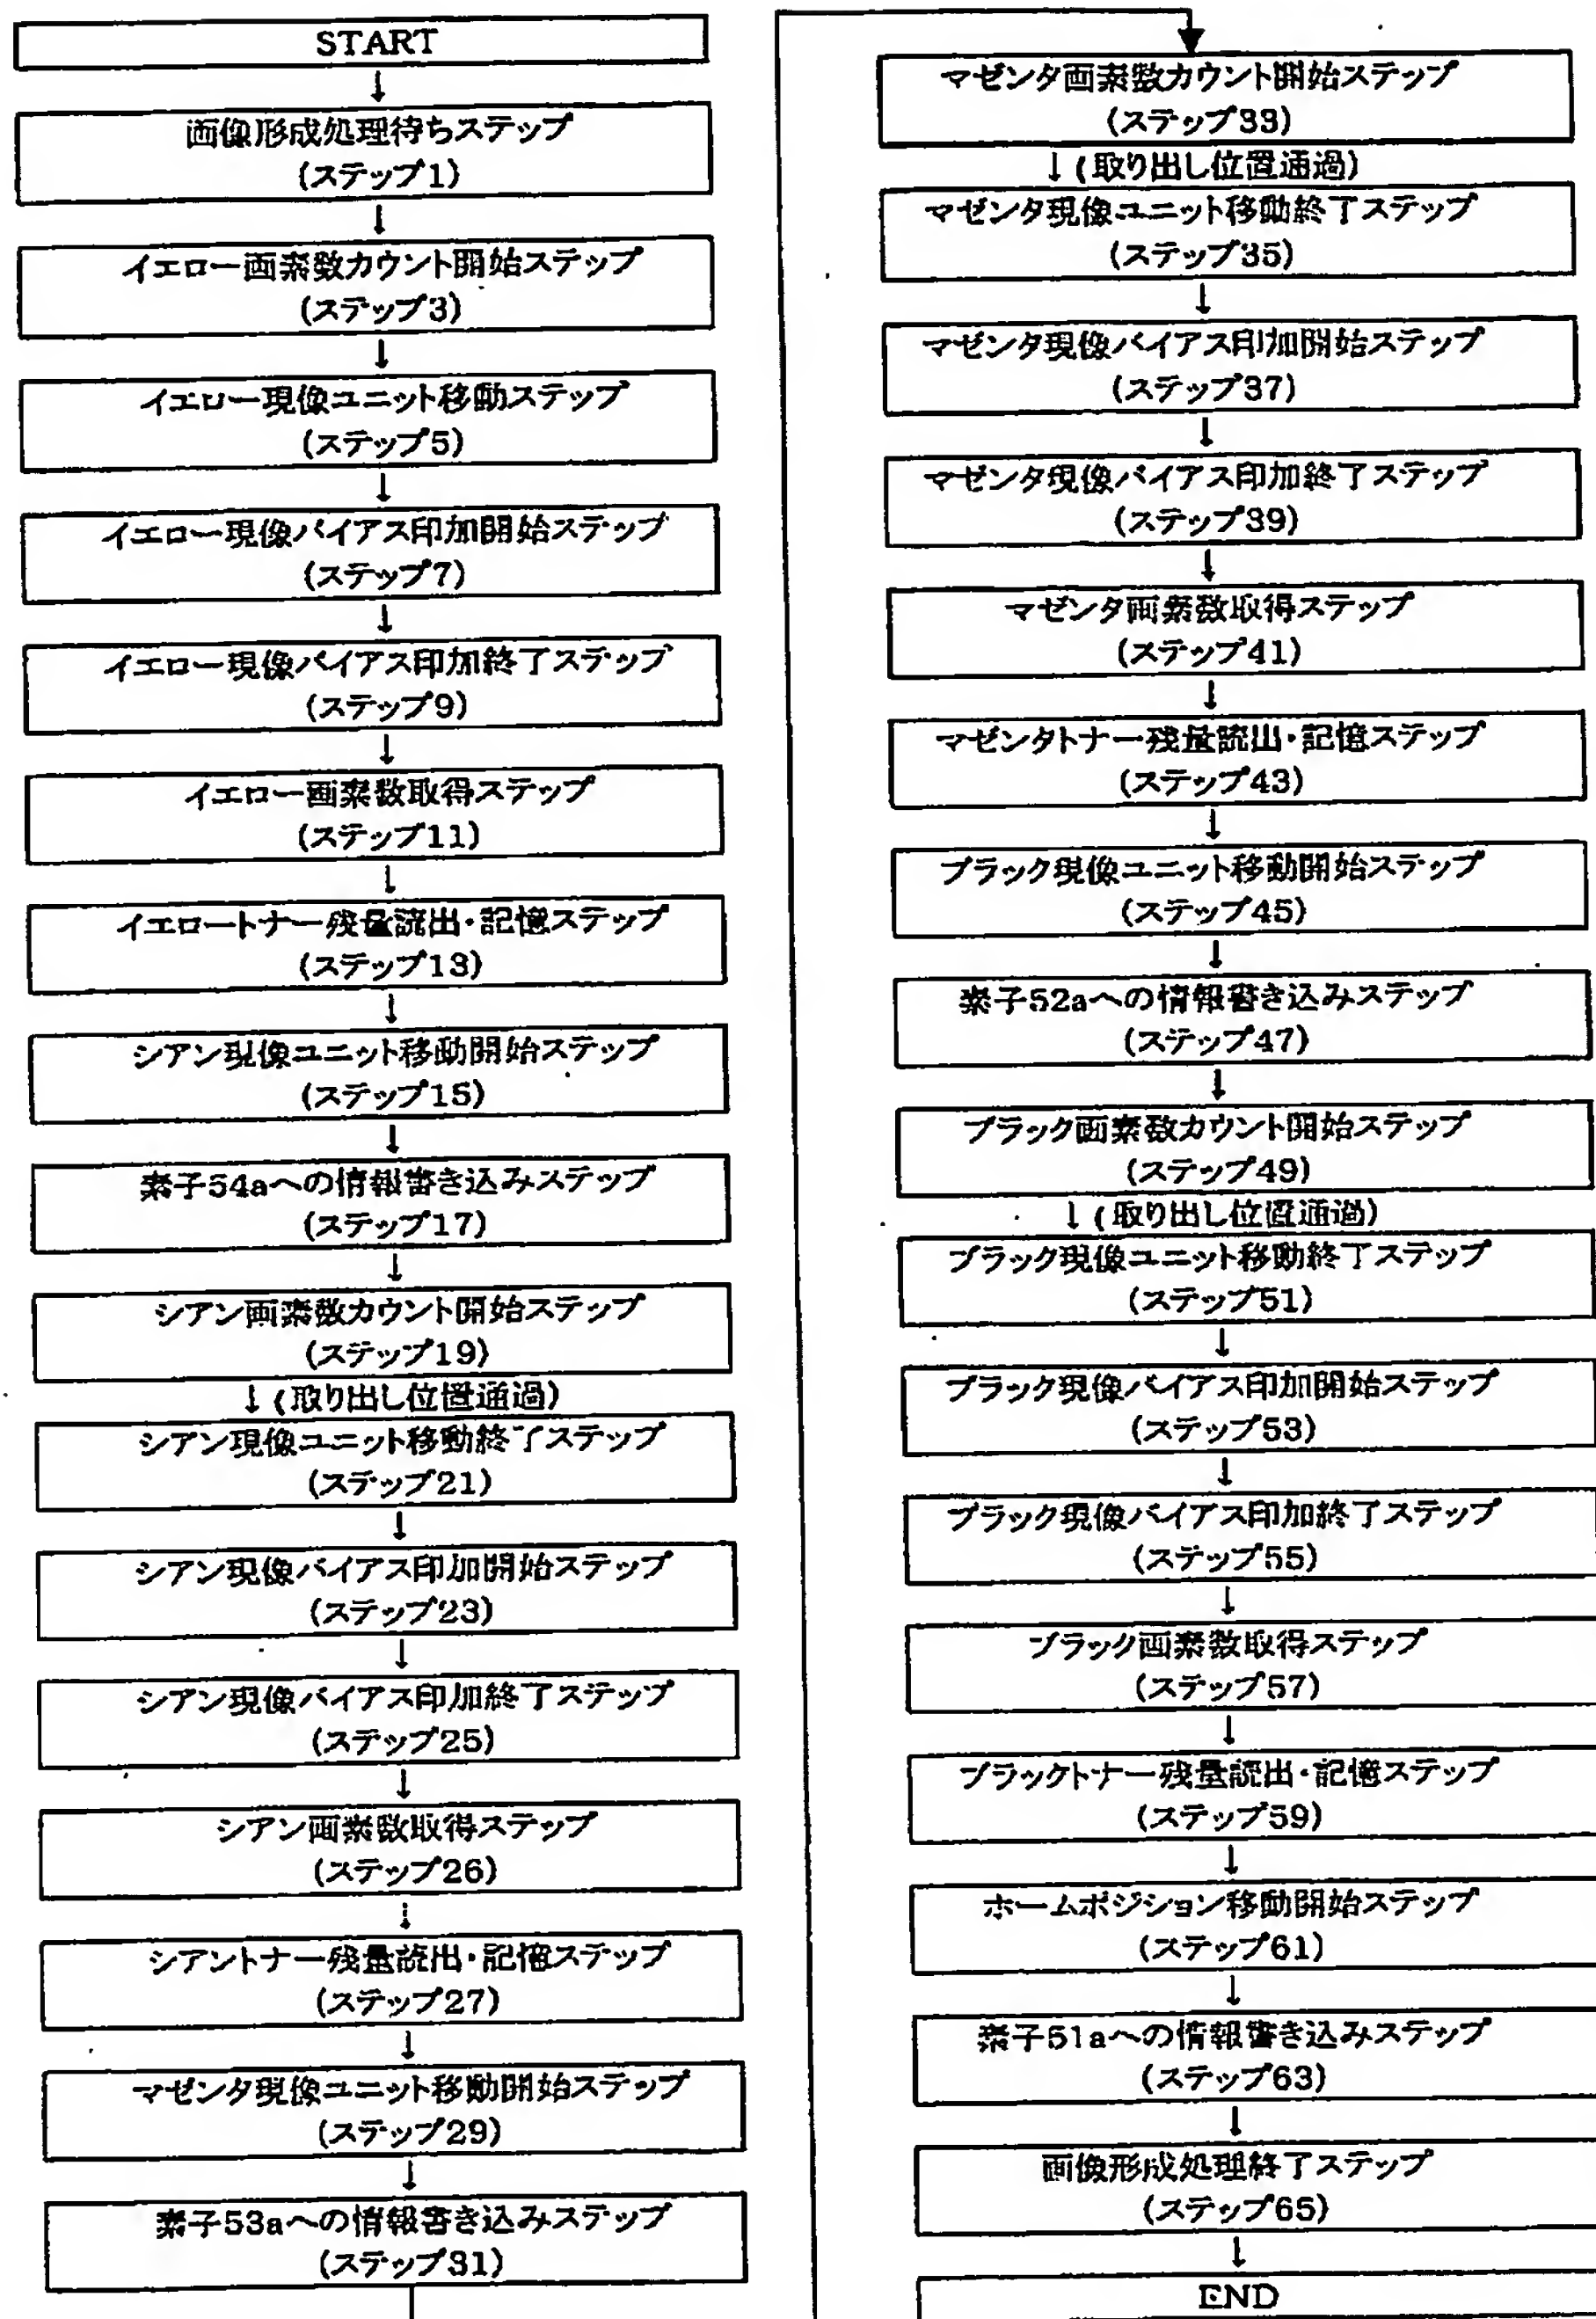 START
↓
画像形成処理待ちステップ
(ステップ1)
↓
イエロー画素数カウント開始ステップ
(ステップ3)
↓
イエロー現像ユニット移動ステップ
(ステップ5)
↓
イエロー現像バイアス印加開始ステップ
(ステップ7)
↓
イエロー現像バイアス印加終了ステップ
(ステップ9)
↓
イエロー画素数取得ステップ
(ステップ11)
↓
イエロートナー残量読出・記憶ステップ
(ステップ13)
↓
シアン現像ユニット移動開始ステップ
(ステップ15)
↓
素子54aへの情報書き込みステップ
(ステップ17)
↓
シアン画素数カウント開始ステップ
(ステップ19)
↓(取り出し位置通過)
シアン現像ユニット移動終了ステップ
(ステップ21)
↓
シアン現像バイアス印加開始ステップ
(ステップ23)
↓
シアン現像バイアス印加終了ステップ
(ステップ25)
↓
シアン画素数取得ステップ
(ステップ26)
↓
シアントナー残量読出・記憶ステップ
(ステップ27)
↓
マゼンタ現像ユニット移動開始ステップ
(ステップ29)
↓
素子53aへの情報書き込みステップ
(ステップ31)
マゼンタ画素数カウント開始ステップ
(ステップ33)
↓(取り出し位置通過)
マゼンタ現像ユニット移動終了ステップ
(ステップ35)
↓
マゼンタ現像バイアス印加開始ステップ
(ステップ37)
↓
マゼンタ現像バイアス印加終了ステップ
(ステップ39)
↓
マゼンタ画素数取得ステップ
(ステップ41)
↓
マゼンタトナー残量読出・記憶ステップ
(ステップ43)
↓
ブラック現像ユニット移動開始ステップ
(ステップ45)
↓
素子52aへの情報書き込みステップ
(ステップ47)
↓
ブラック画素数カウント開始ステップ
(ステップ49)
↓(取り出し位置通過)
ブラック現像ユニット移動終了ステップ
(ステップ51)
↓
ブラック現像バイアス印加開始ステップ
(ステップ53)
↓
ブラック現像バイアス印加終了ステップ
(ステップ55)
↓
ブラック画素数取得ステップ
(ステップ57)
↓
ブラックトナー残量読出・記憶ステップ
(ステップ59)
↓
ホームポジション移動開始ステップ
(ステップ61)
↓
素子51aへの情報書き込みステップ
(ステップ63)
↓
画像形成処理終了ステップ
(ステップ65)
↓
END